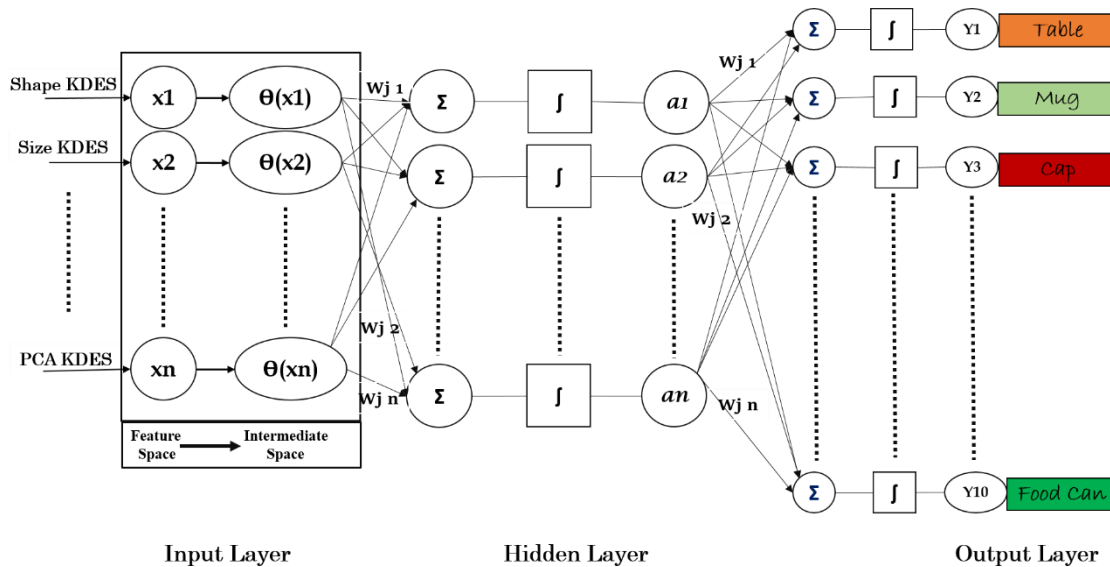 Shape KDES
x1
Θ(x1)
Wj 1
Σ
∫
a1
Wj 1
Σ
∫
Y1
Table
Σ
∫
Y2
Mug
Size KDES
x2
Θ(x2)
Σ
∫
a2
Σ
∫
Y3
Cap
Wj 2
Wj 2
PCA KDES
xn
Θ(xn)
Wj n
Σ
∫
an
Wj n
Feature
Space
Intermediate
Space
Σ
∫
Y10
Food Can
Input Layer
Hidden Layer
Output Layer